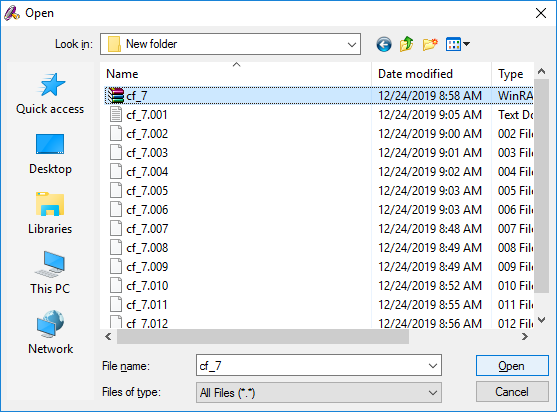 Open
Look in: New folder
Name Date modified Type
cf_7 12/24/2019 8:58 AM WinRA
cf_7.001 12/24/2019 9:05 AM Text Do
cf_7.002 12/24/2019 9:00 AM 002 File
cf_7.003 12/24/2019 9:01 AM 003 File
cf_7.004 12/24/2019 9:02 AM 004 File
cf_7.005 12/24/2019 9:03 AM 005 File
cf_7.006 12/24/2019 9:03 AM 006 File
cf_7.007 12/24/2019 8:48 AM 007 File
cf_7.008 12/24/2019 8:49 AM 008 File
cf_7.009 12/24/2019 8:49 AM 009 File
cf_7.010 12/24/2019 8:52 AM 010 File
cf_7.011 12/24/2019 8:55 AM 011 File
cf_7.012 12/24/2019 8:56 AM 012 File
Quick access
Desktop
Libraries
This PC
Network
File name: cf_7 Open
Files of type: All Files (*.*) Cancel